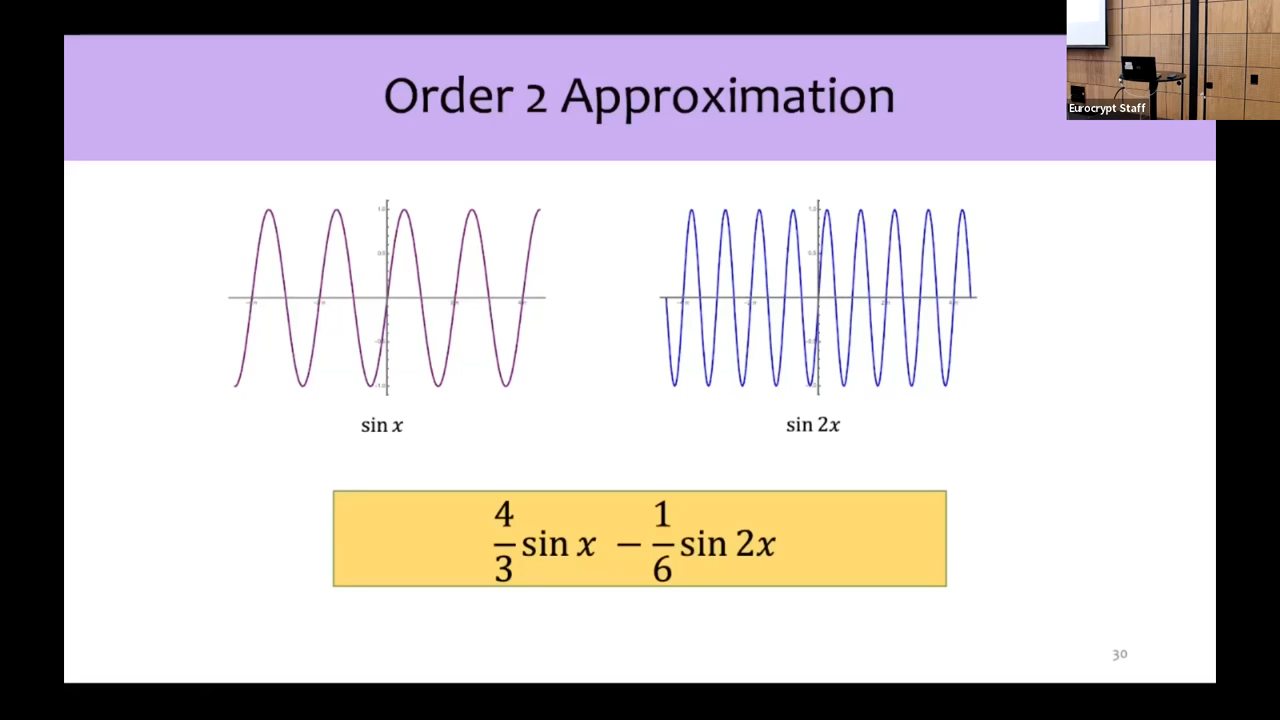 Order 2 Approximation
Eurocrypt Staff
sin x
sin 2x
4/3 sin x − 1/6 sin 2x
30